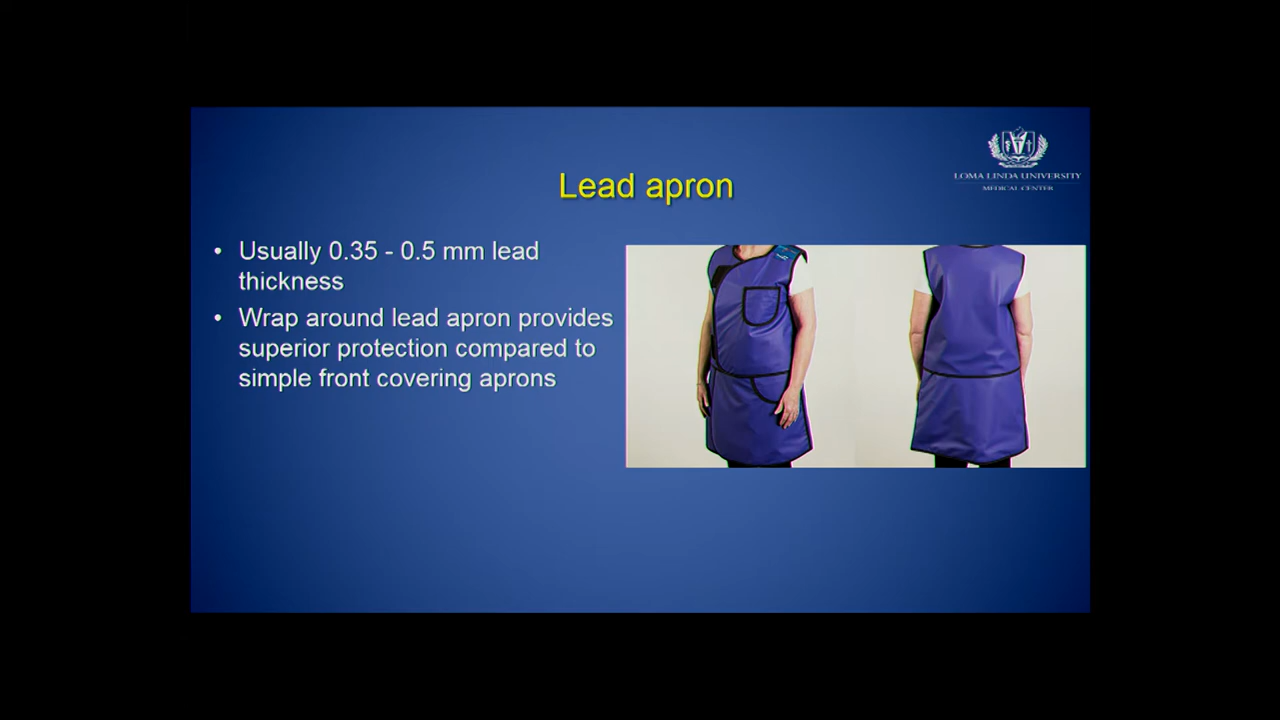 LOMA LINDA UNIVERSITY
MEDICAL CENTER
Lead apron
• Usually 0.35 - 0.5 mm lead
thickness
• Wrap around lead apron provides
superior protection compared to
simple front covering aprons